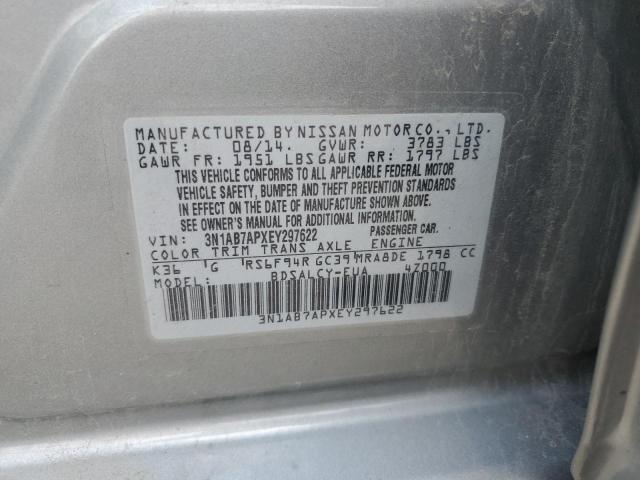 MANUFACTURED BY NISSAN MOTOR CO., LTD.
DATE: 08/14. GVWR: 3783 LBS
GAWR FR: 1951 LBS GAWR RR: 1797 LBS
THIS VEHICLE CONFORMS TO ALL APPLICABLE FEDERAL MOTOR
VEHICLE SAFETY, BUMPER AND THEFT PREVENTION STANDARDS
IN EFFECT ON THE DATE OF MANUFACTURE SHOWN ABOVE.
SEE OWNER'S MANUAL FOR ADDITIONAL INFORMATION.
VIN: 3N1AB7APXEY297622 PASSENGER CAR.
COLOR TRIM TRANS AXLE ENGINE
K36 'G 'RS6F94R GC39'MRA8DE 1798 CC
MODEL: BDSALCY-EUA 4Z000
3N1AB7APXEY297622